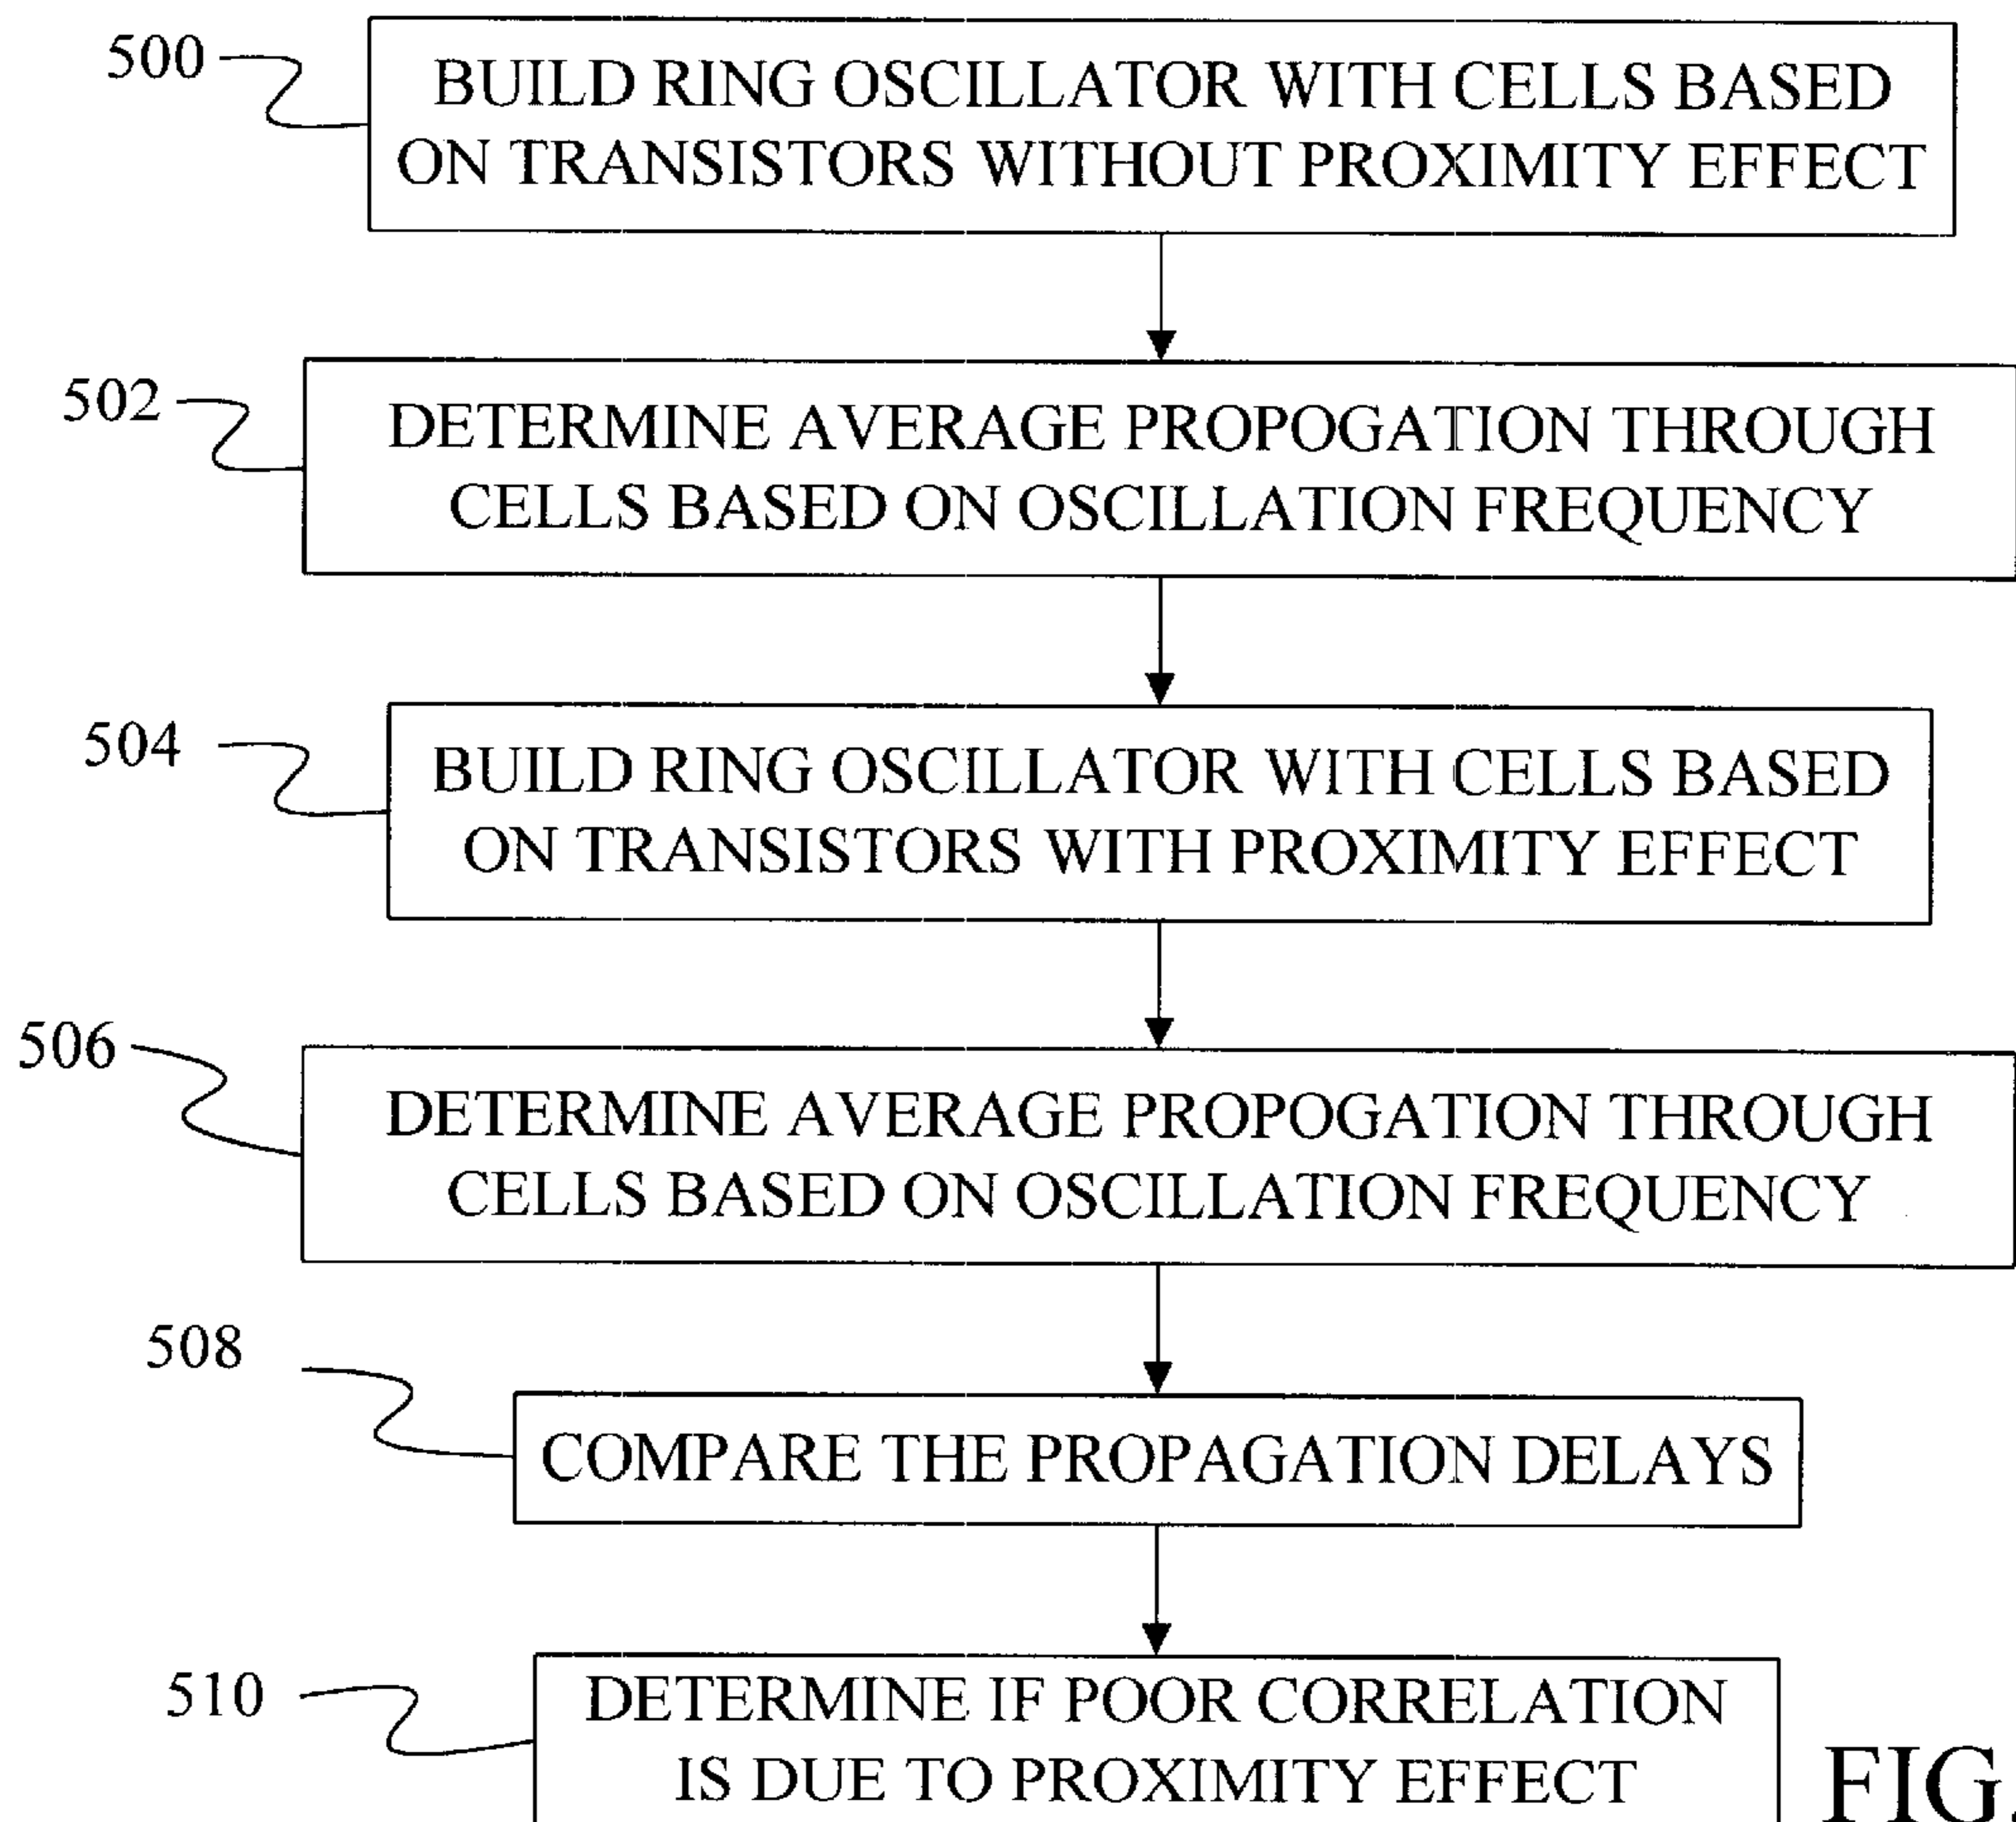 500
BUILD RING OSCILLATOR WITH CELLS BASED
ON TRANSISTORS WITHOUT PROXIMITY EFFECT
502
DETERMINE AVERAGE PROPOGATION THROUGH
CELLS BASED ON OSCILLATION FREQUENCY
504
BUILD RING OSCILLATOR WITH CELLS BASED
ON TRANSISTORS WITH PROXIMITY EFFECT
506
DETERMINE AVERAGE PROPOGATION THROUGH
CELLS BASED ON OSCILLATION FREQUENCY
508
COMPARE THE PROPAGATION DELAYS
510
DETERMINE IF POOR CORRELATION
IS DUE TO PROXIMITY EFFECT
FIG.